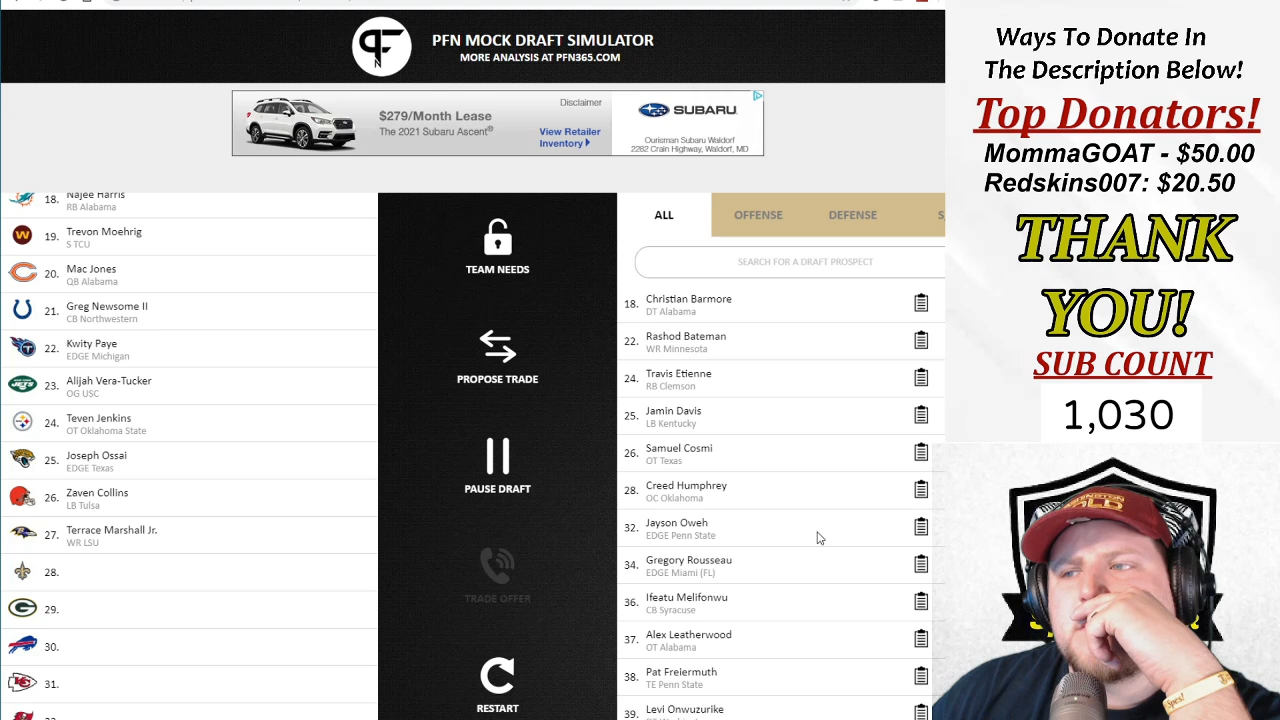 PFN MOCK DRAFT SIMULATOR
MORE ANALYSIS AT PFN365.COM
$279/Month Lease
The 2021 Subaru Ascent®
Disclaimer
View Retailer
Inventory
SUBARU
Ourisman Subaru Waldorf
2282 Crain Highway, Waldorf, MD
18. Najee Harris
RB Alabama
19. Trevon Moehrig
S TCU
20. Mac Jones
QB Alabama
21. Greg Newsome II
CB Northwestern
22. Kwity Paye
EDGE Michigan
23. Alijah Vera-Tucker
OG USC
24. Teven Jenkins
OT Oklahoma State
25. Joseph Ossai
EDGE Texas
26. Zaven Collins
LB Tulsa
27. Terrace Marshall Jr.
WR LSU
28.
29.
30.
31.
TEAM NEEDS
PROPOSE TRADE
PAUSE DRAFT
TRADE OFFER
RESTART
ALL
OFFENSE
DEFENSE
SEARCH FOR A DRAFT PROSPECT
18. Christian Barmore
DT Alabama
22. Rashod Bateman
WR Minnesota
24. Travis Etienne
RB Clemson
25. Jamin Davis
LB Kentucky
26. Samuel Cosmi
OT Texas
28. Creed Humphrey
OC Oklahoma
32. Jayson Oweh
EDGE Penn State
34. Gregory Rousseau
EDGE Miami (FL)
36. Ifeatu Melifonwu
CB Syracuse
37. Alex Leatherwood
OT Alabama
38. Pat Freiermuth
TE Penn State
39. Levi Onwuzurike
Ways To Donate In
The Description Below!
Top Donators!
MommaGOAT - $50.00
Redskins007: $20.50
THANK
YOU!
SUB COUNT
1,030